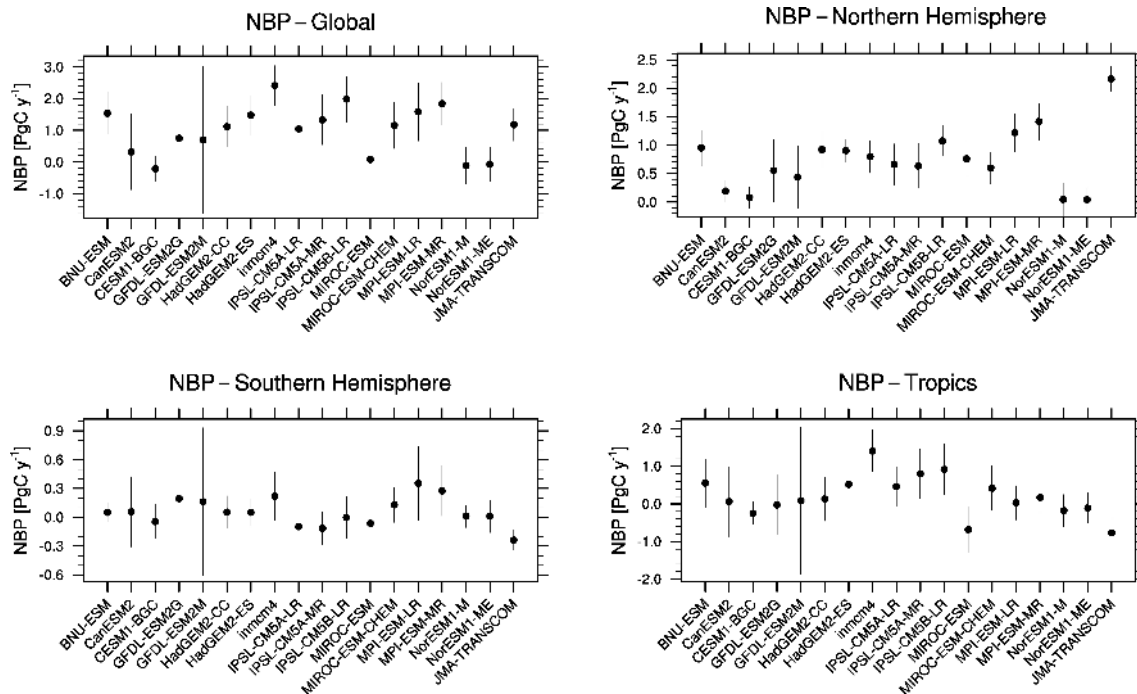 NBP – Global
NBP [PgC y⁻¹]
3.0
2.0
1.0
0.0
-1.0
BNU-ESM
CanESM2
CESM1-BGC
GFDL-ESM2G
GFDL-ESM2M
HadGEM2-CC
HadGEM2-ES
inmcm4
IPSL-CM5A-LR
IPSL-CM5A-MR
IPSL-CM5B-LR
MIROC-ESM
MIROC-ESM-CHEM
MPI-ESM-LR
MPI-ESM-MR
NorESM1-M
NorESM1-ME
JMA-TRANSCOM
NBP – Northern Hemisphere
NBP [PgC y⁻¹]
2.5
2.0
1.5
1.0
0.5
0.0
BNU-ESM
CanESM2
CESM1-BGC
GFDL-ESM2G
GFDL-ESM2M
HadGEM2-CC
HadGEM2-ES
inmcm4
IPSL-CM5A-LR
IPSL-CM5A-MR
IPSL-CM5B-LR
MIROC-ESM
MIROC-ESM-CHEM
MPI-ESM-LR
MPI-ESM-MR
NorESM1-M
NorESM1-ME
JMA-TRANSCOM
NBP – Southern Hemisphere
NBP [PgC y⁻¹]
0.9
0.6
0.3
0.0
-0.3
-0.6
BNU-ESM
CanESM2
CESM1-BGC
GFDL-ESM2G
GFDL-ESM2M
HadGEM2-CC
HadGEM2-ES
inmcm4
IPSL-CM5A-LR
IPSL-CM5A-MR
IPSL-CM5B-LR
MIROC-ESM
MIROC-ESM-CHEM
MPI-ESM-LR
MPI-ESM-MR
NorESM1-M
NorESM1-ME
JMA-TRANSCOM
NBP – Tropics
NBP [PgC y⁻¹]
2.0
1.0
0.0
-1.0
-2.0
BNU-ESM
CanESM2
CESM1-BGC
GFDL-ESM2G
GFDL-ESM2M
HadGEM2-CC
HadGEM2-ES
inmcm4
IPSL-CM5A-LR
IPSL-CM5A-MR
IPSL-CM5B-LR
MIROC-ESM
MIROC-ESM-CHEM
MPI-ESM-LR
MPI-ESM-MR
NorESM1-M
NorESM1-ME
JMA-TRANSCOM